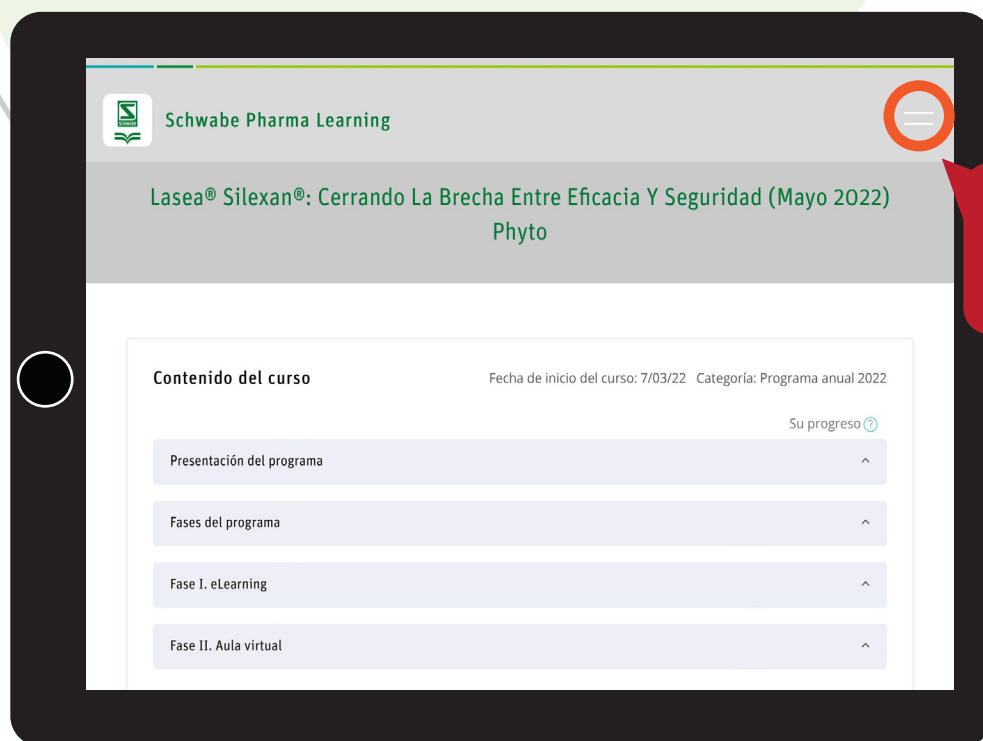 Schwabe Pharma Learning
Lasea® Silexan®: Cerrando La Brecha Entre Eficacia Y Seguridad (Mayo 2022)
Phyto
Contenido del curso
Fecha de inicio del curso: 7/03/22 Categoría: Programa anual 2022
Su progreso
Presentación del programa
Fases del programa
Fase I. eLearning
Fase II. Aula virtual